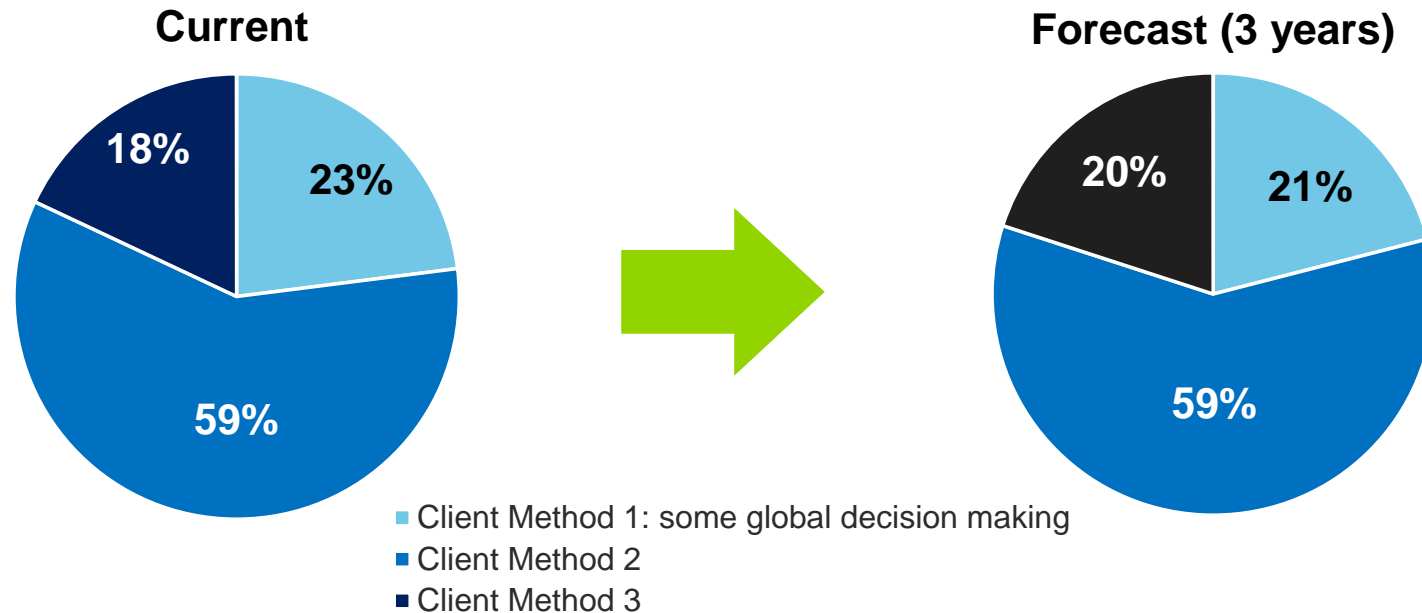 Current
18%
23%
59%
Forecast (3 years)
20%
21%
59%
Client Method 1: some global decision making
Client Method 2
Client Method 3